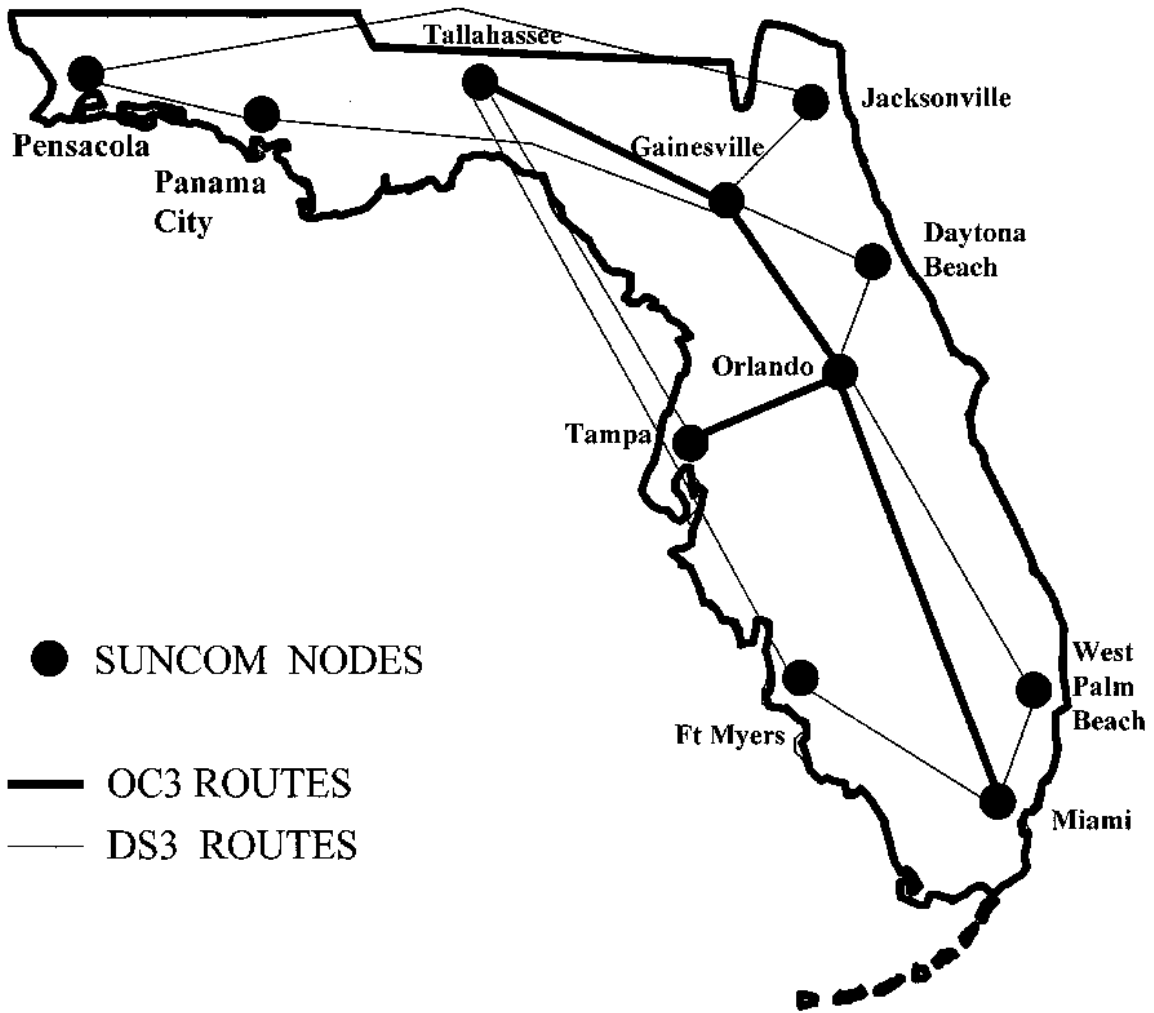 Tallahassee
Jacksonville
Pensacola
Gainesville
Panama
City
Daytona
Beach
Orlando
Tampa
SUNCOM NODES
West
Palm
Beach
Ft Myers
OC3 ROUTES
Miami
DS3 ROUTES